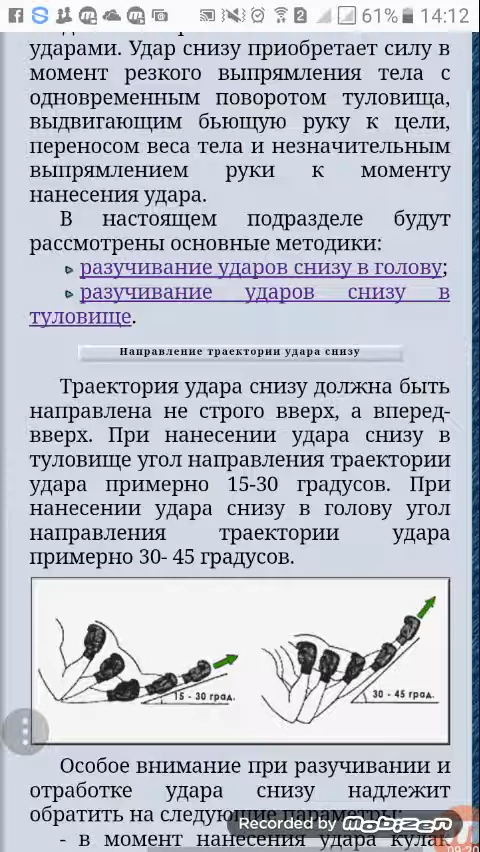 61% 14:12
ударами. Удар снизу приобретает силу в
момент резкого выпрямления тела с
одновременным поворотом туловища,
выдвигающим бьющую руку к цели,
переносом веса тела и незначительным
выпрямлением руки к моменту
нанесения удара.
В настоящем подразделе будут
рассмотрены основные методики:
разучивание ударов снизу в голову;
разучивание ударов снизу в
туловище.
Направление траектории удара снизу
Траектория удара снизу должна быть
направлена не строго вверх, а вперед-
вверх. При нанесении удара снизу в
туловище угол направления траектории
удара примерно 15-30 градусов. При
нанесении удара снизу в голову угол
направления траектории удара
примерно 30- 45 градусов.
15 - 30 град.
30 - 45 град.
Особое внимание при разучивании и
отработке удара снизу надлежит
обратить на следующие параметры:
- в момент нанесения удара кулак
Recorded by mobizen